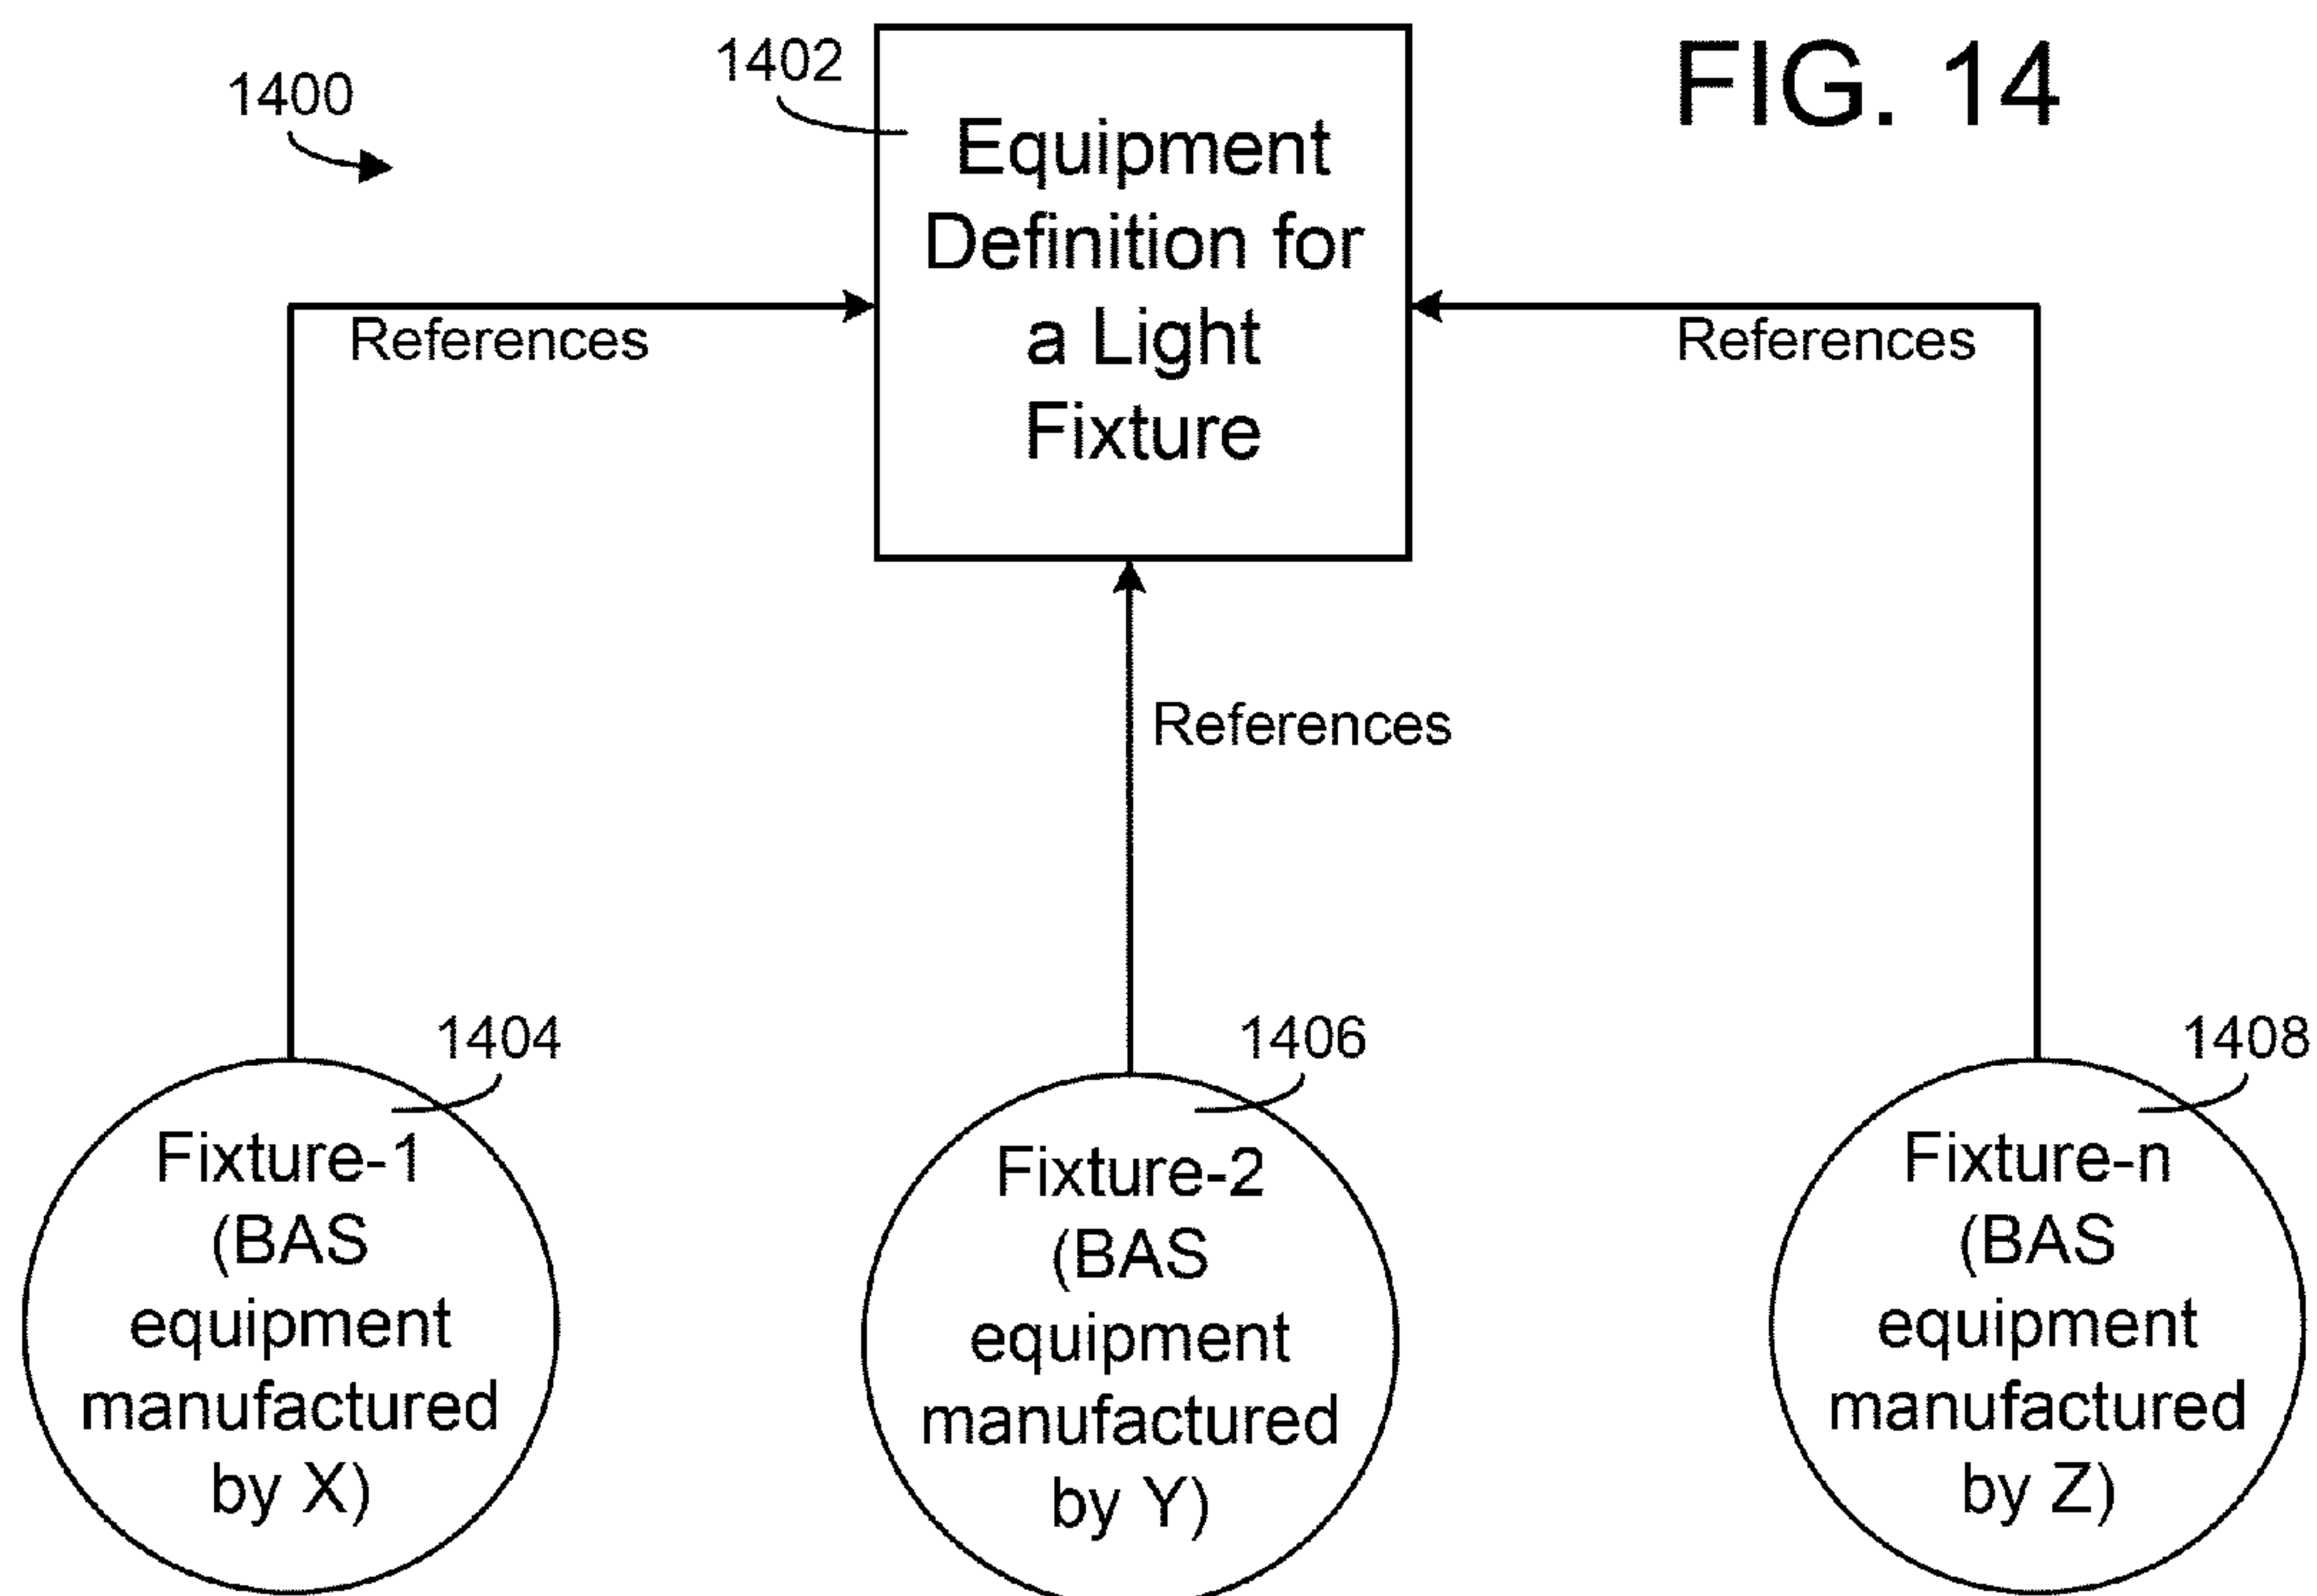 FIG. 14
1400
1402
Equipment
Definition for
a Light
Fixture
References
References
References
1404
Fixture-1
(BAS
equipment
manufactured
by X)
1406
Fixture-2
(BAS
equipment
manufactured
by Y)
1408
Fixture-n
(BAS
equipment
manufactured
by Z)